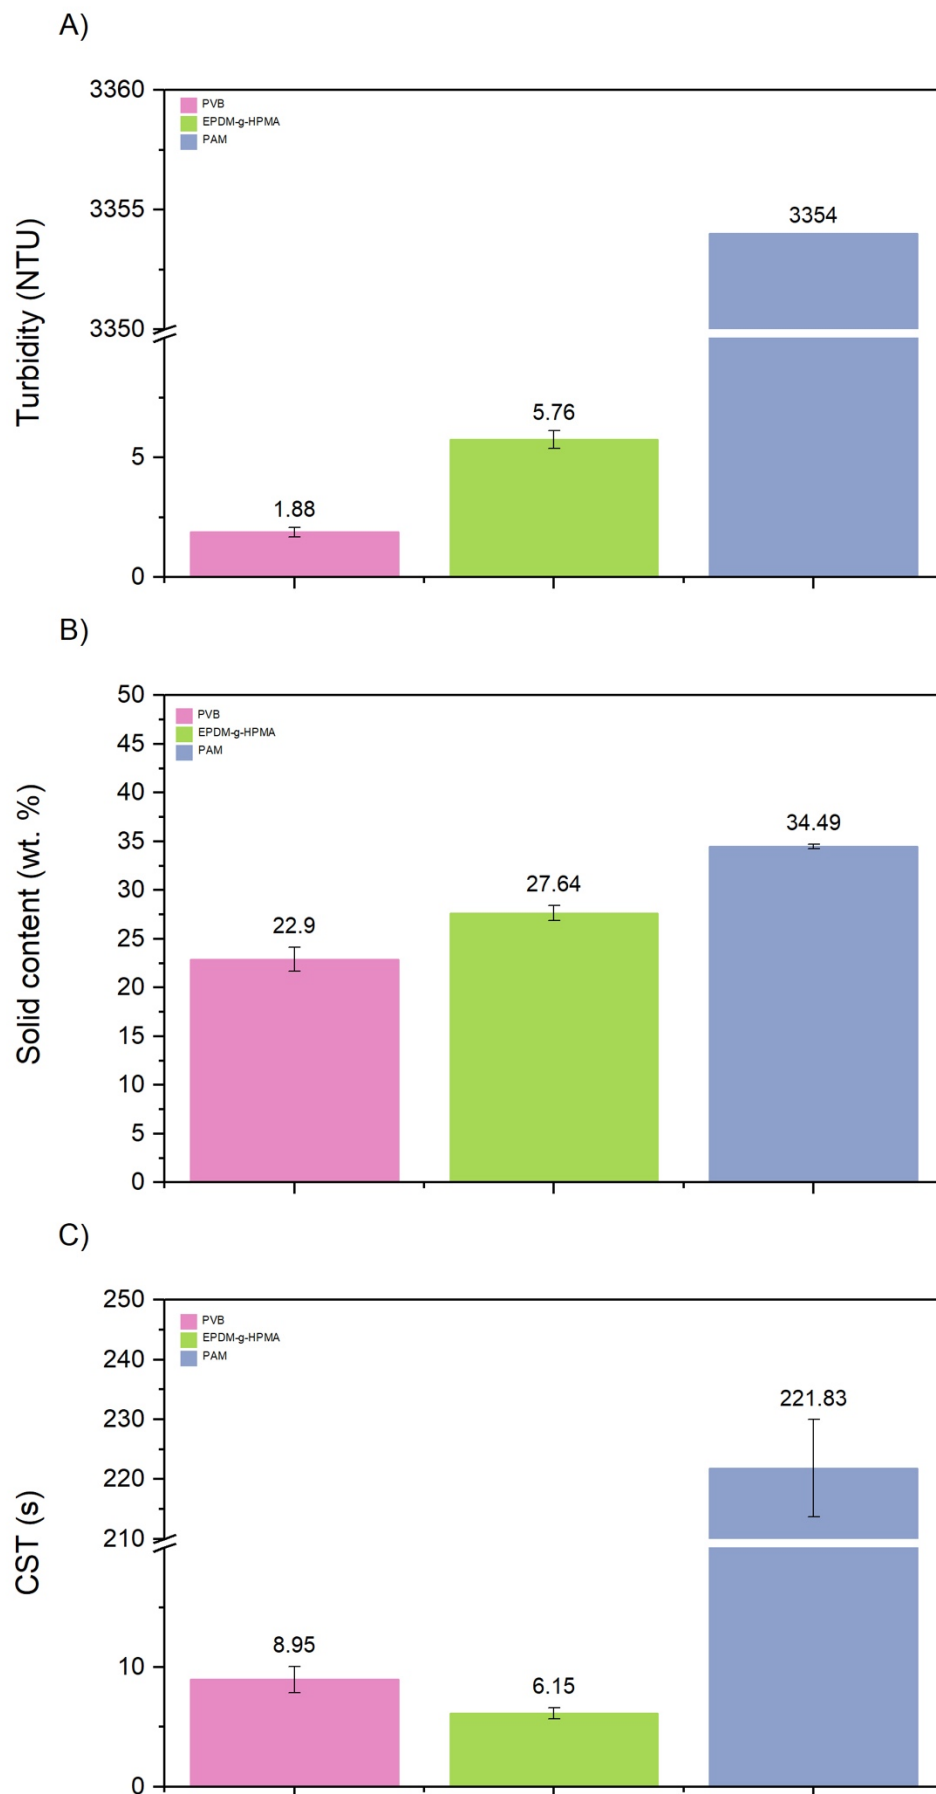 A)
3360
3355
3350
5
0
Turbidity (NTU)
PVB
EPDM-g-HPMA
PAM
1.88
5.76
3354
B)
50
45
40
35
30
25
20
15
10
5
0
Solid content (wt. %)
PVB
EPDM-g-HPMA
PAM
22.9
27.64
34.49
C)
250
240
230
220
210
10
0
CST (s)
PVB
EPDM-g-HPMA
PAM
8.95
6.15
221.83